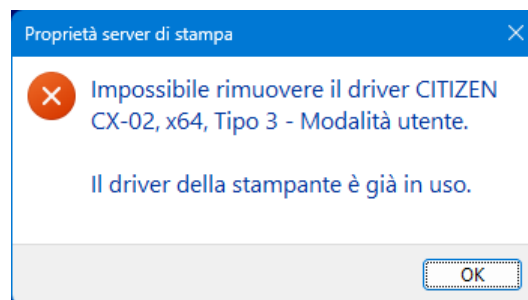 Proprietà server di stampa
Impossibile rimuovere il driver CITIZEN
CX-02, x64, Tipo 3 - Modalità utente.
Il driver della stampante è già in uso.
OK